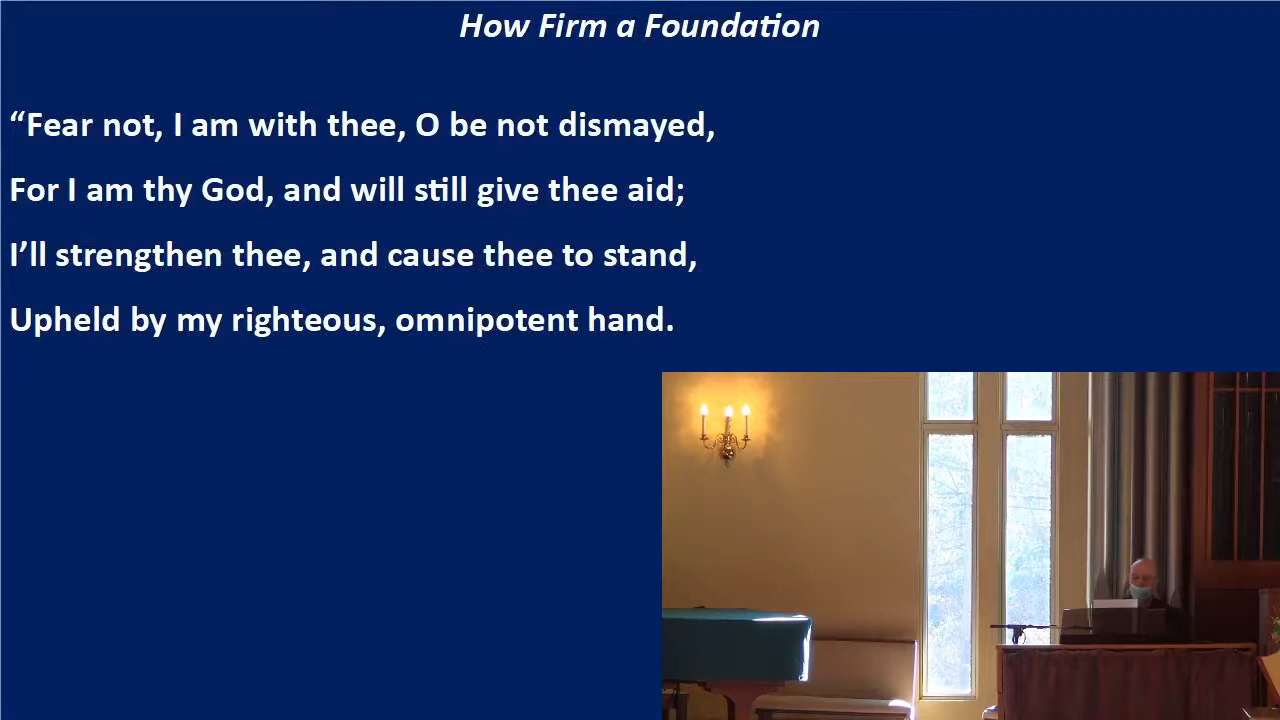 How Firm a Foundation
“Fear not, I am with thee, O be not dismayed,
For I am thy God, and will still give thee aid;
I’ll strengthen thee, and cause thee to stand,
Upheld by my righteous, omnipotent hand.